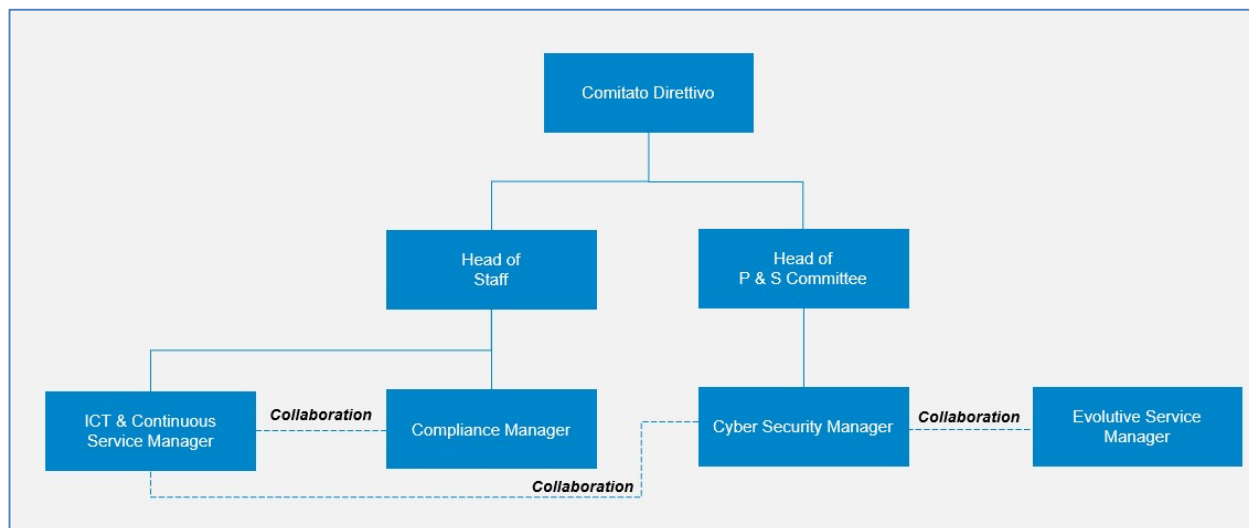 Comitato Direttivo
Head of
Staff
Head of
P & S Committee
ICT & Continuous
Service Manager
Collaboration
Compliance Manager
Cyber Security Manager
Collaboration
Evolutive Service
Manager
Collaboration